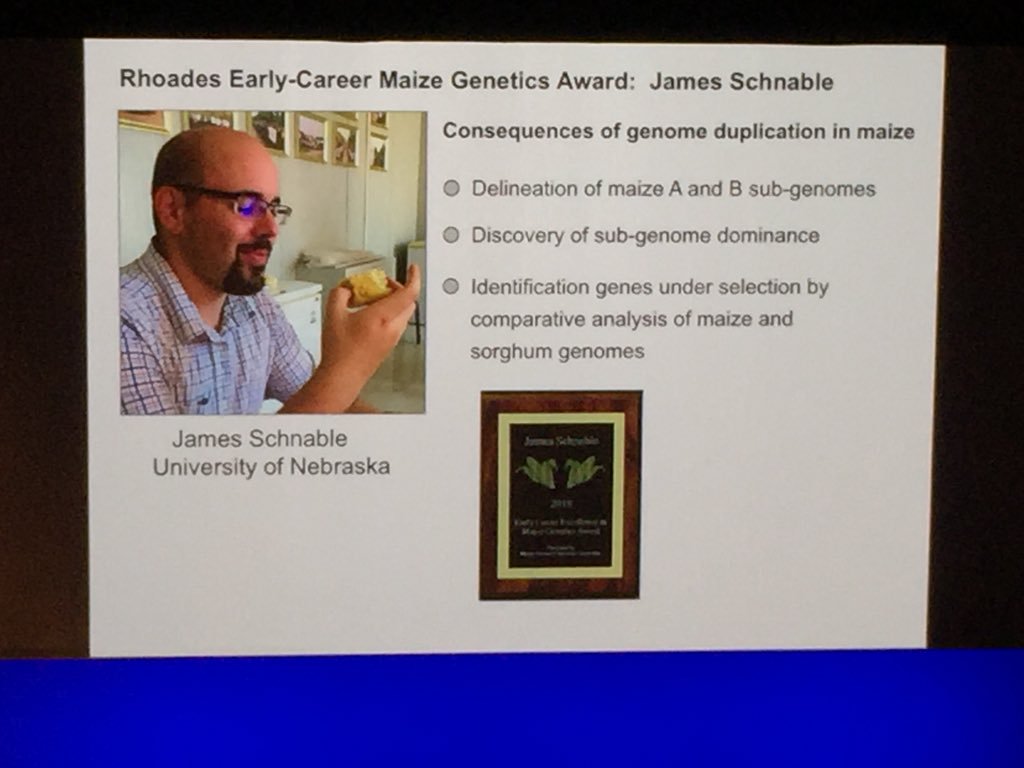 Rhoades Early-Career Maize Genetics Award: James Schnable
Consequences of genome duplication in maize
Delineation of maize A and B sub-genomes
Discovery of sub-genome dominance
Identification genes under selection by
comparative analysis of maize and
sorghum genomes
James Schnable
University of Nebraska
James Schnable
2018
Early Career Excellence in
Maize Genetics Award